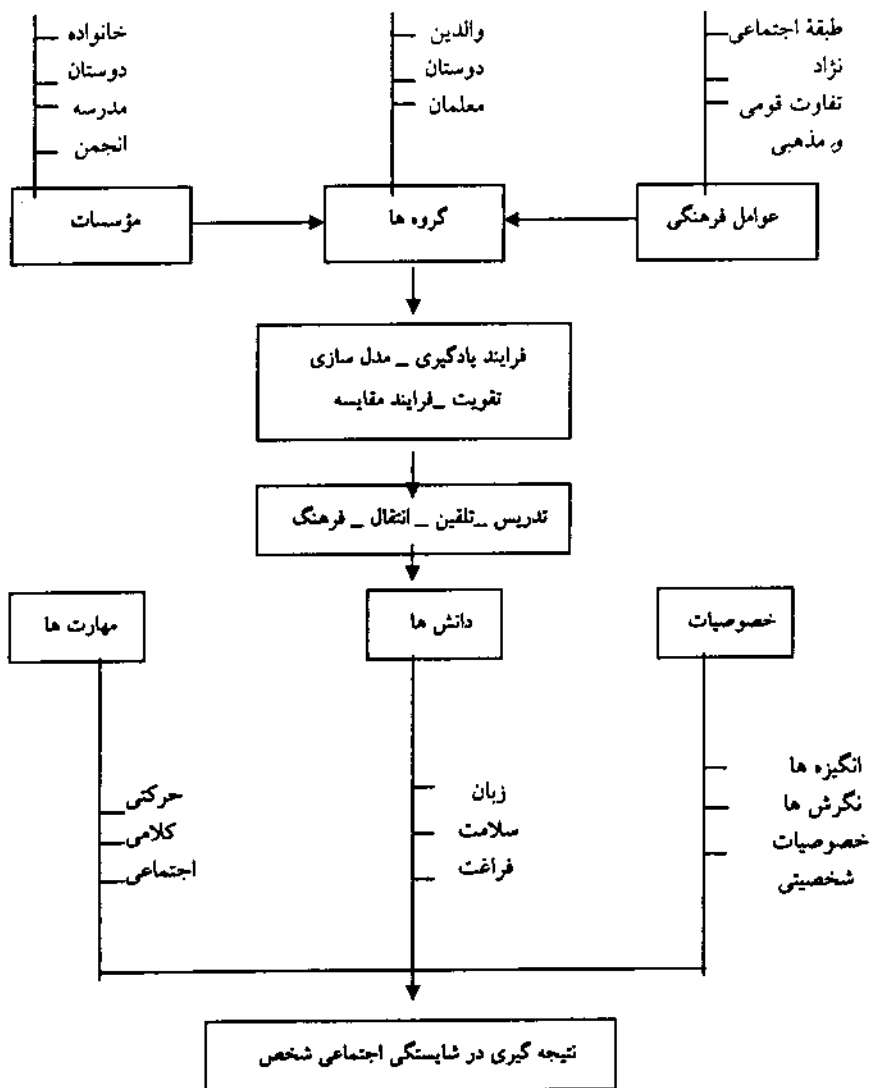 طبقۀ اجتماعی
نژاد
تفاوت قومی
و مذهبی
والدین
دوستان
معلمان
خانواده
دوستان
مدرسه
انجمن
عوامل فرهنگی
گروه ها
مؤسسات
فرایند یادگیری _ مدل سازی
تقویت _ فرایند مقایسه
تدریس _ تلقین _ انتقال _ فرهنگ
خصوصیات
دانش ها
مهارت ها
انگیزه ها
نگرش ها
خصوصیات
شخصیتی
زبان
سلامت
فراغت
حرکتی
کلامی
اجتماعی
نتیجه گیری در شایستگی اجتماعی شخص